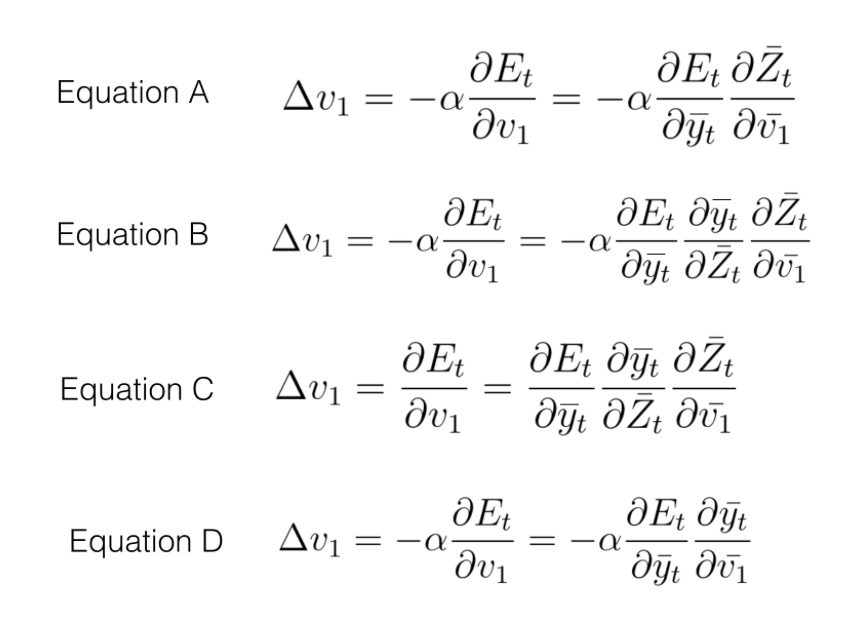 Equation A $\Delta v_1 = -\alpha \frac{\partial E_t}{\partial v_1} = -\alpha \frac{\partial E_t}{\partial \bar{y}_t} \frac{\partial \bar{Z}_t}{\partial \bar{v_1}}$
Equation B $\Delta v_1 = -\alpha \frac{\partial E_t}{\partial v_1} = -\alpha \frac{\partial E_t}{\partial \bar{y}_t} \frac{\partial \bar{y}_t}{\partial \bar{Z}_t} \frac{\partial \bar{Z}_t}{\partial \bar{v_1}}$
Equation C $\Delta v_1 = \frac{\partial E_t}{\partial v_1} = \frac{\partial E_t}{\partial \bar{y}_t} \frac{\partial \bar{y}_t}{\partial \bar{Z}_t} \frac{\partial \bar{Z}_t}{\partial \bar{v_1}}$
Equation D $\Delta v_1 = -\alpha \frac{\partial E_t}{\partial v_1} = -\alpha \frac{\partial E_t}{\partial \bar{y}_t} \frac{\partial \bar{y}_t}{\partial \bar{v_1}}$